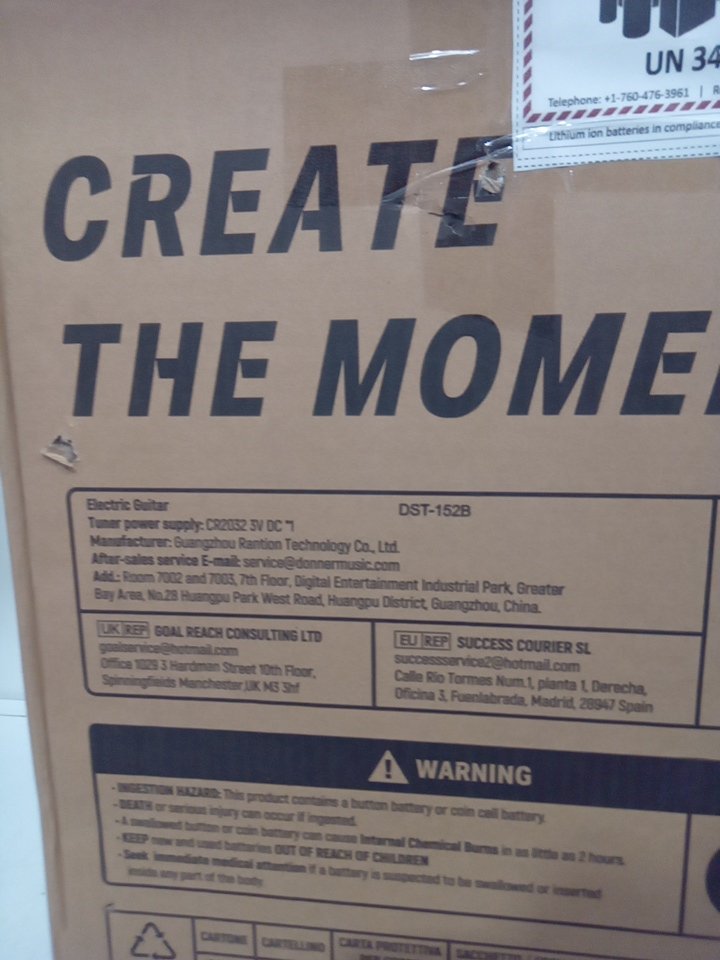 UN 34
Telephone: +1-760-476-3961 | R
Lithium ion batteries in compliance
CREATE
THE MOME
Electric Guitar DST-152B
Tuner power supply: CR2032 3V DC *1
Manufacturer: Guangzhou Rantion Technology Co., Ltd.
After-sales service E-mail: service@donnermusic.com
Add.: Room 7002 and 7003, 7th Floor, Digital Entertainment Industrial Park, Greater
Bay Area, No.28 Huangpu Park West Road, Huangpu District, Guangzhou, China.
UK REP GOAL REACH CONSULTING LTD
goalservice@hotmail.com
Office 1029 3 Hardman Street 10th Floor,
Spinningfields Manchester,UK M3 3hf
EU REP SUCCESS COURIER SL
successservice2@hotmail.com
Calle Rio Tormes Num.1, planta 1, Derecha,
Oficina 3, Fuenlabrada, Madrid, 28947 Spain
WARNING
- INGESTION HAZARD: This product contains a button battery or coin cell battery.
- DEATH or serious injury can occur if ingested.
- A swallowed button or coin battery can cause Internal Chemical Burns in as little as 2 hours.
- KEEP new and used batteries OUT OF REACH OF CHILDREN
- Seek immediate medical attention if a battery is suspected to be swallowed or inserted
inside any part of the body.
CARTONE CARTELLINO CARTA PROTETTIVA